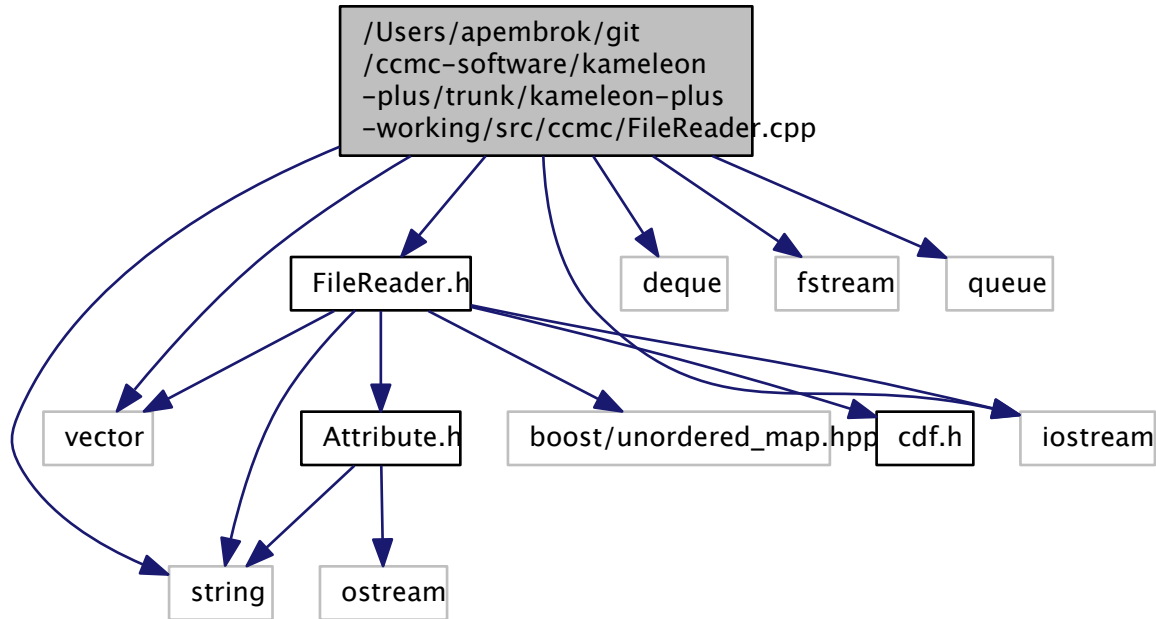 /Users/apembrok/git
/ccmc-software/kameleon
-plus/trunk/kameleon-plus
-working/src/ccmc/FileReader.cpp
FileReader.h
deque
fstream
queue
vector
Attribute.h
boost/unordered_map.hpp
cdf.h
iostream
string
ostream